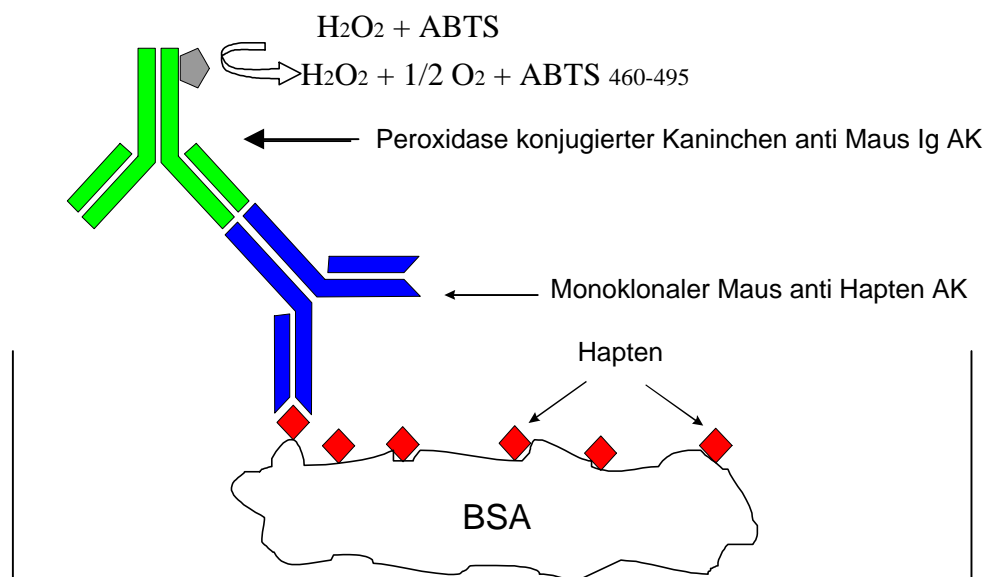 H2O2 + ABTS
H2O2 + 1/2 O2 + ABTS 460-495
Peroxidase konjugierter Kaninchen anti Maus Ig AK
Monoklonaler Maus anti Hapten AK
Hapten
BSA